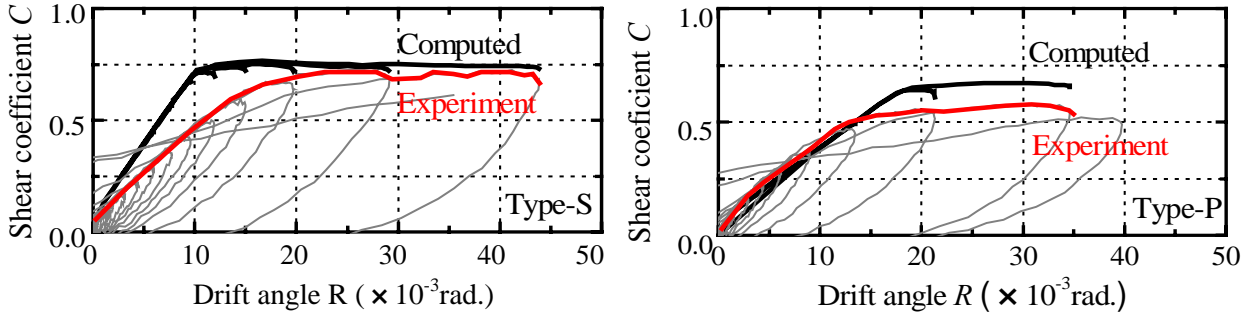 1.0
0.5
0.0
Shear coefficient C
Computed
Experiment
Type-S
0 10 20 30 40 50
Drift angle R ( × 10-3rad.)
1.0
0.5
0.0
Shear coeficient C
Computed
Experiment
Type-P
0 10 20 30 40 50
Drift angle R ( × 10-3rad.)